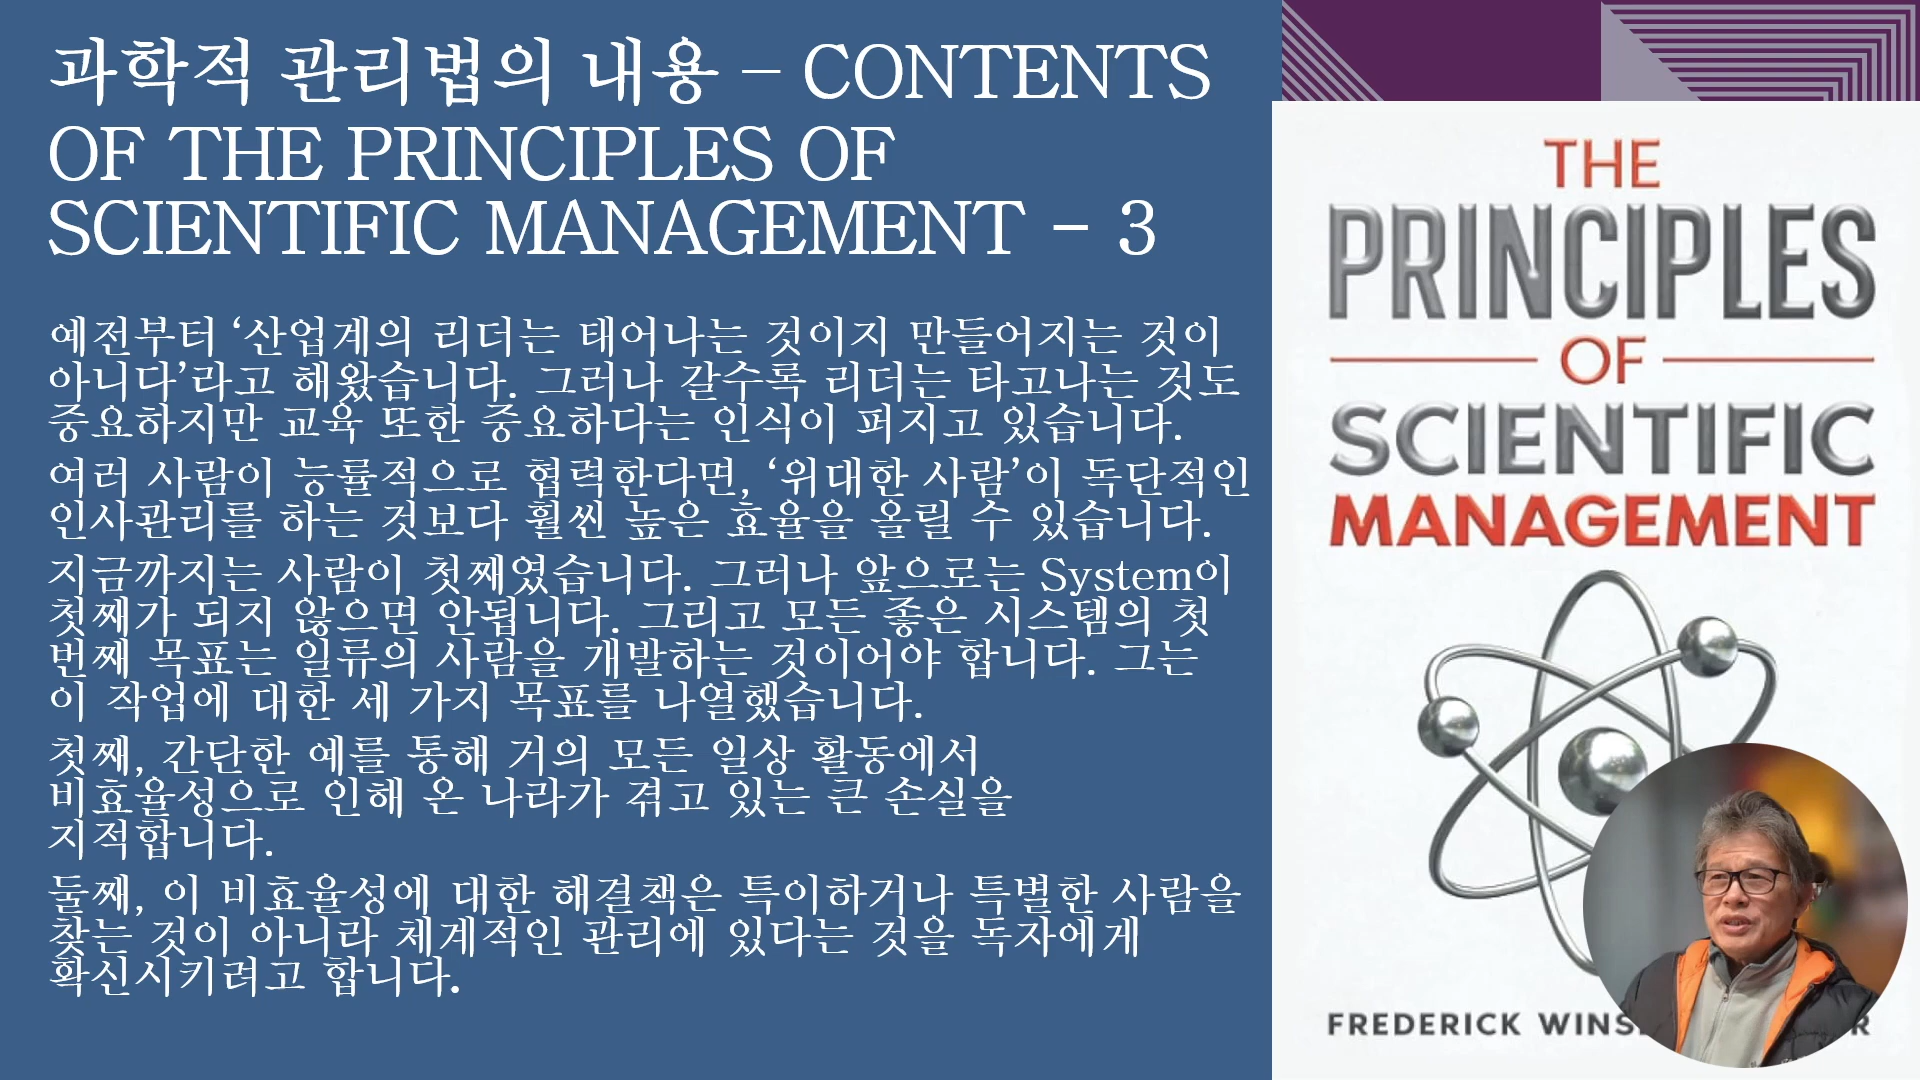 과학적 관리법의 내용 – CONTENTS
OF THE PRINCIPLES OF
SCIENTIFIC MANAGEMENT - 3
예전부터 ‘산업계의 리더는 태어나는 것이지 만들어지는 것이
아니다’라고 해왔습니다. 그러나 갈수록 리더는 타고나는 것도
중요하지만 교육 또한 중요하다는 인식이 퍼지고 있습니다.
여러 사람이 능률적으로 협력한다면, ‘위대한 사람’이 독단적인
인사관리를 하는 것보다 훨씬 높은 효율을 올릴 수 있습니다.
지금까지는 사람이 첫째였습니다. 그러나 앞으로는 System이
첫째가 되지 않으면 안됩니다. 그리고 모든 좋은 시스템의 첫
번째 목표는 일류의 사람을 개발하는 것이어야 합니다. 그는
이 작업에 대한 세 가지 목표를 나열했습니다.
첫째, 간단한 예를 통해 거의 모든 일상 활동에서
비효율성으로 인해 온 나라가 겪고 있는 큰 손실을
지적합니다.
둘째, 이 비효율성에 대한 해결책은 특이하거나 특별한 사람을
찾는 것이 아니라 체계적인 관리에 있다는 것을 독자에게
확신시키려고 합니다.
THE
PRINCIPLES
OF
SCIENTIFIC
MANAGEMENT
FREDERICK